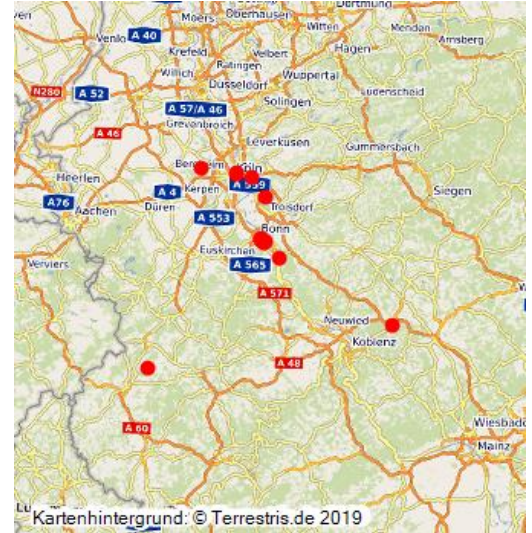 Dortmund
Moers
Oberhausen
Witten
A 40
Venlo
Mendan
Arnsberg
Krefeld
Velbert
Hagen
Willich
Ratingen
Wuppertal
A 52
N280
Düsseldorf
Lüdenscheid
A 57/A 46
Solingen
Grevenbroich
A 46
Leverkusen
Gummersbach
Bergheim
Köln
Heerlen
A 4
Kerpen
A 559
Siegen
A76
Düren
Troisdorf
Aachen
A 553
Bonn
Verviers
Euskirchen
A 565
A 571
Neuwied
Koblenz
A 48
A 60
Wiesbaden
Mainz
Kartenhintergrund: © Terrestris.de 2019